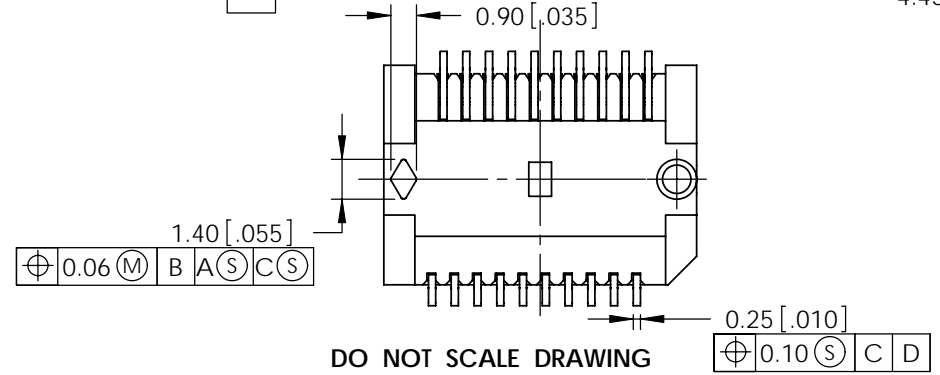 0.90[.035]
1.40[.055]
⌖ 0.06 Ⓜ B A Ⓢ C Ⓢ
0.25[.010]
⌖ 0.10 Ⓢ C D
DO NOT SCALE DRAWING